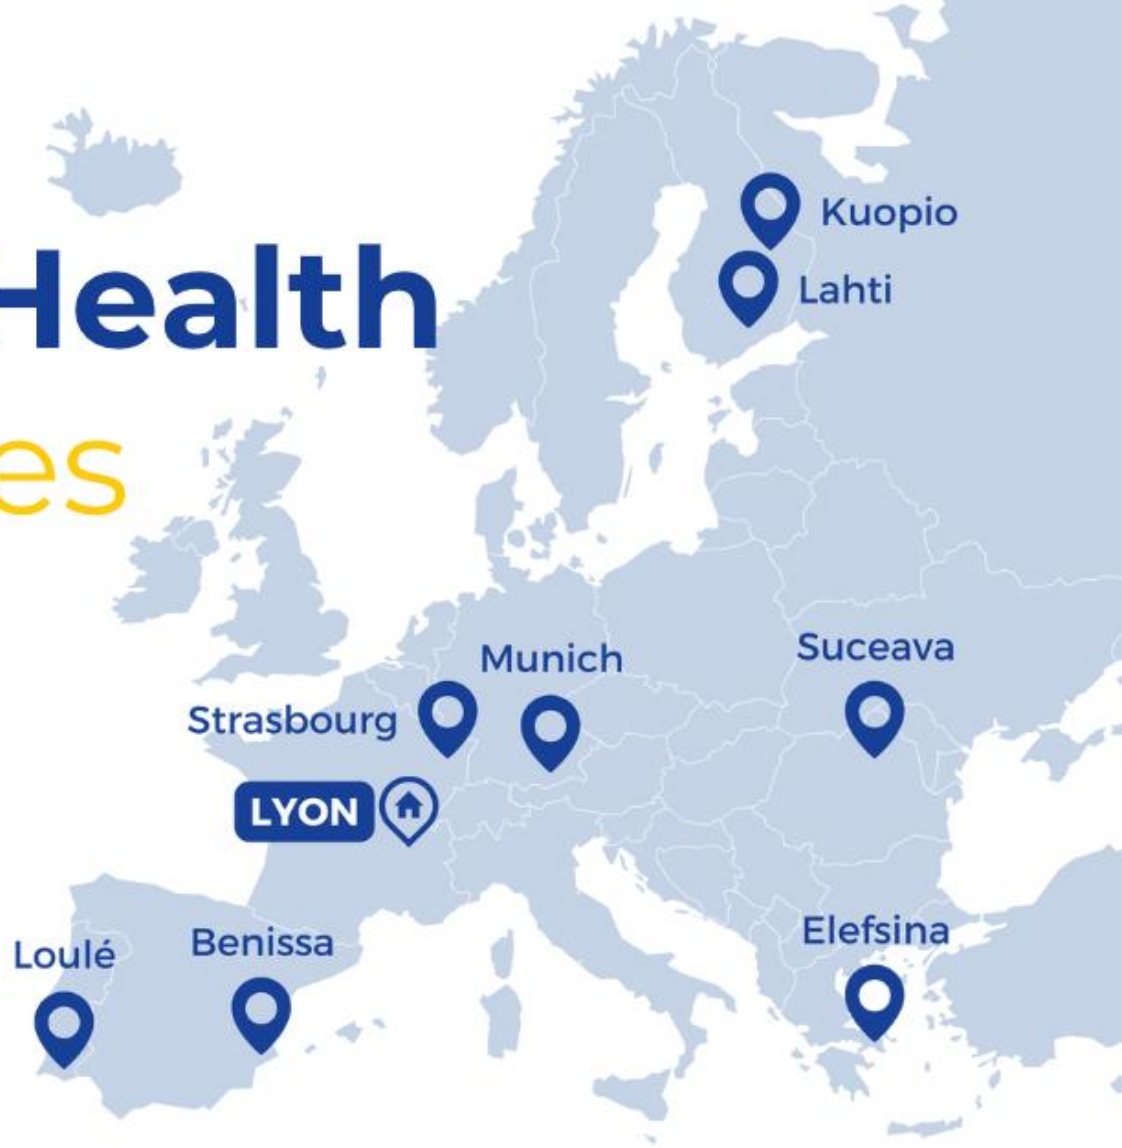 Kuopio
Lahti
Health
es
Munich
Suceava
Strasbourg
LYON
Elefsina
Benissa
Loulé